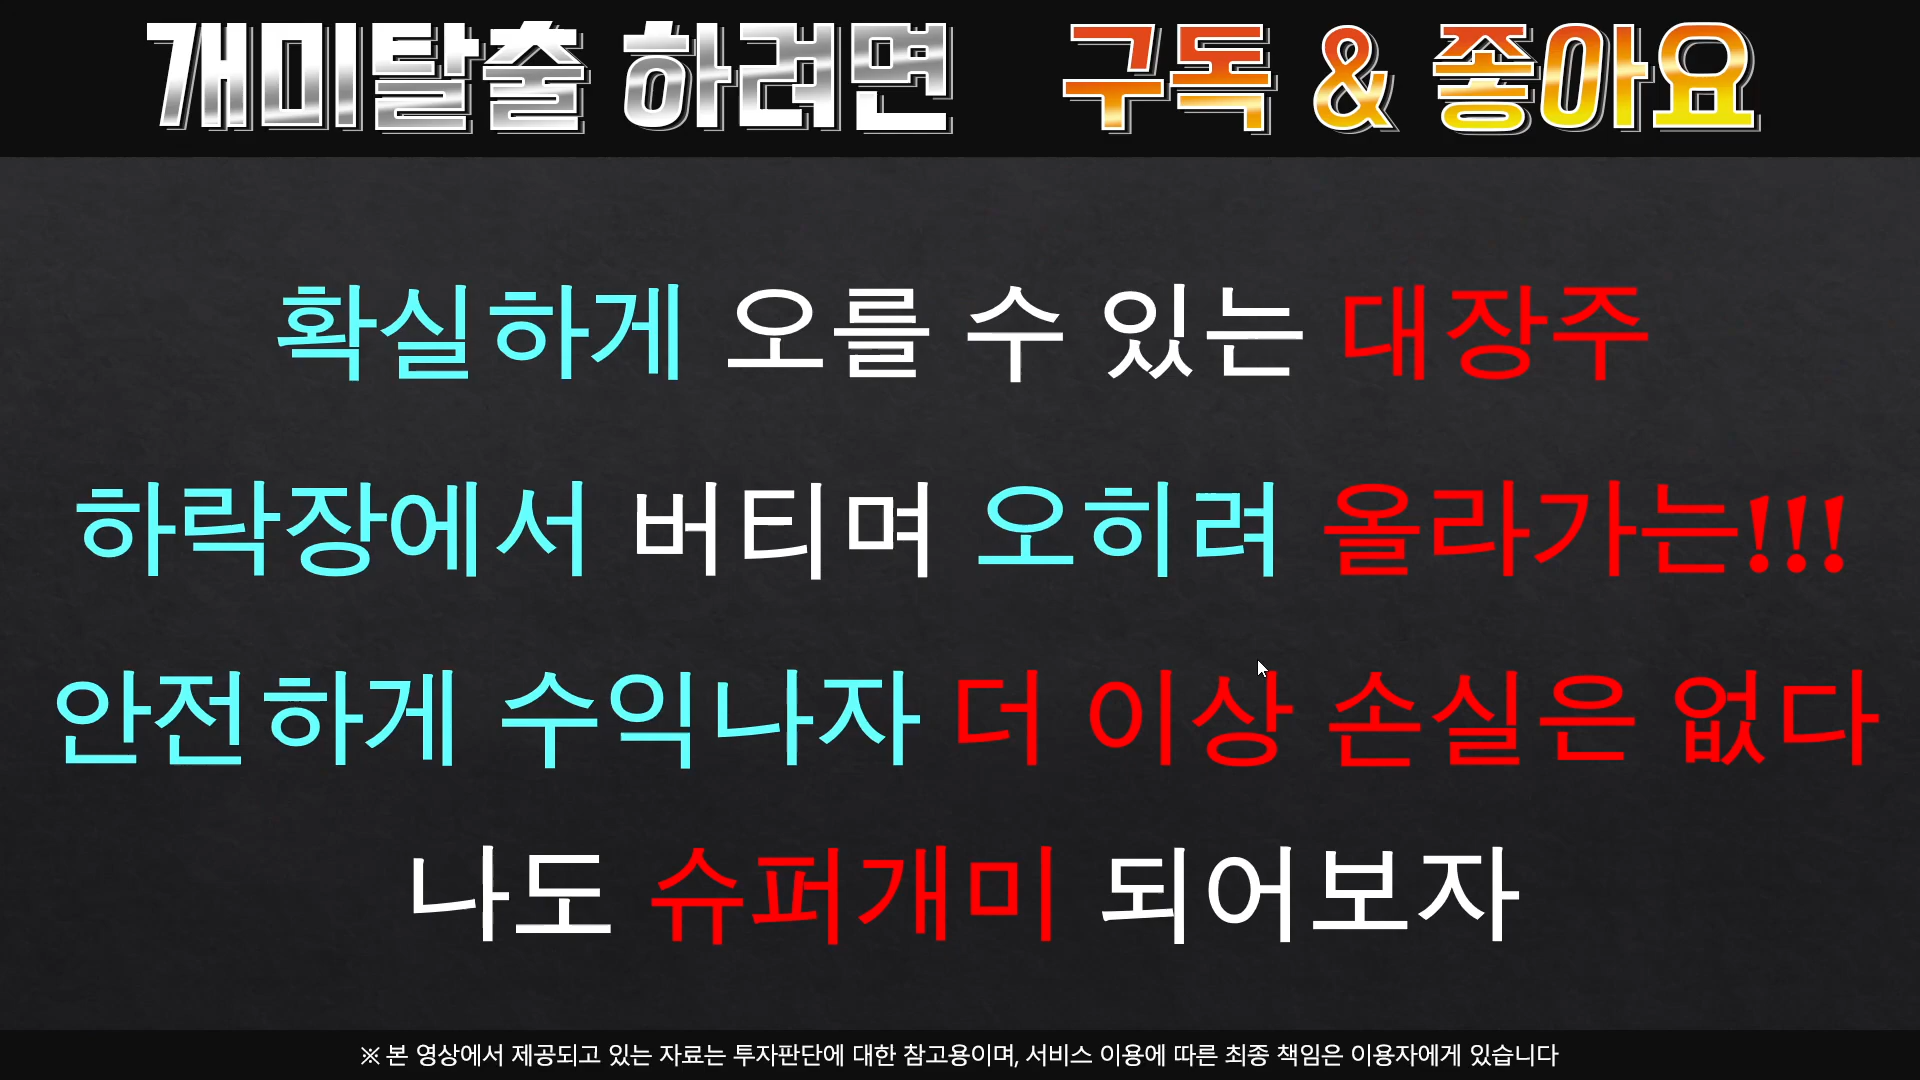 개미탈출 하려면 구독 & 좋아요
확실하게 오를 수 있는 대장주
하락장에서 버티며 오히려 올라가는!!!
안전하게 수익나자 더 이상 손실은 없다
나도 슈퍼개미 되어보자
※ 본 영상에서 제공되고 있는 자료는 투자판단에 대한 참고용이며, 서비스 이용에 따른 최종 책임은 이용자에게 있습니다